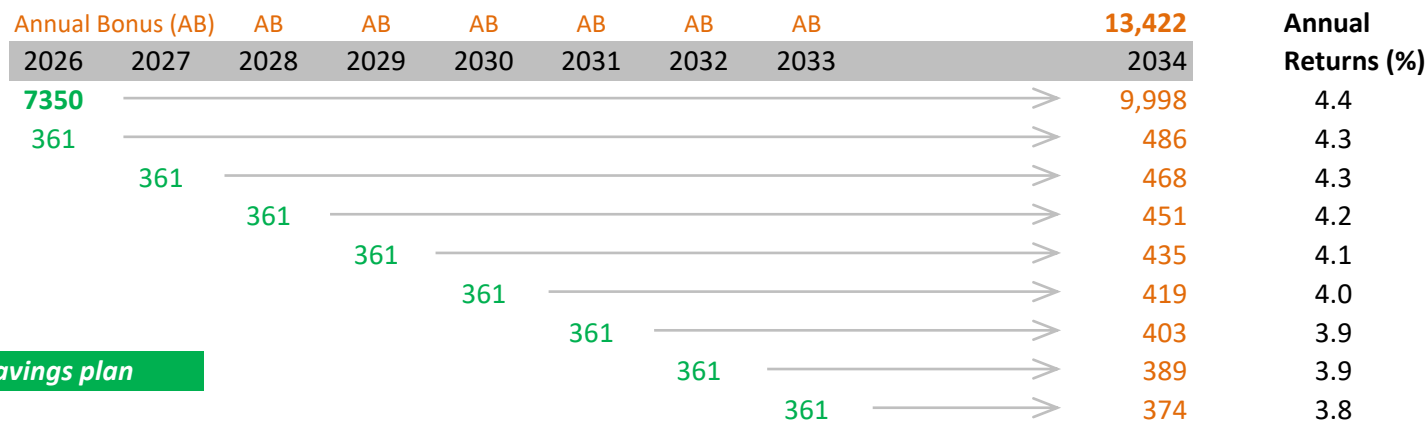 Annual Bonus (AB) AB AB AB AB AB AB 13,422 Annual
2026 2027 2028 2029 2030 2031 2032 2033 2034 Returns (%)
7350 9,998 4.4
361 486 4.3
361 468 4.3
361 451 4.2
361 435 4.1
361 419 4.0
361 403 3.9
avings plan 361 389 3.9
361 374 3.8